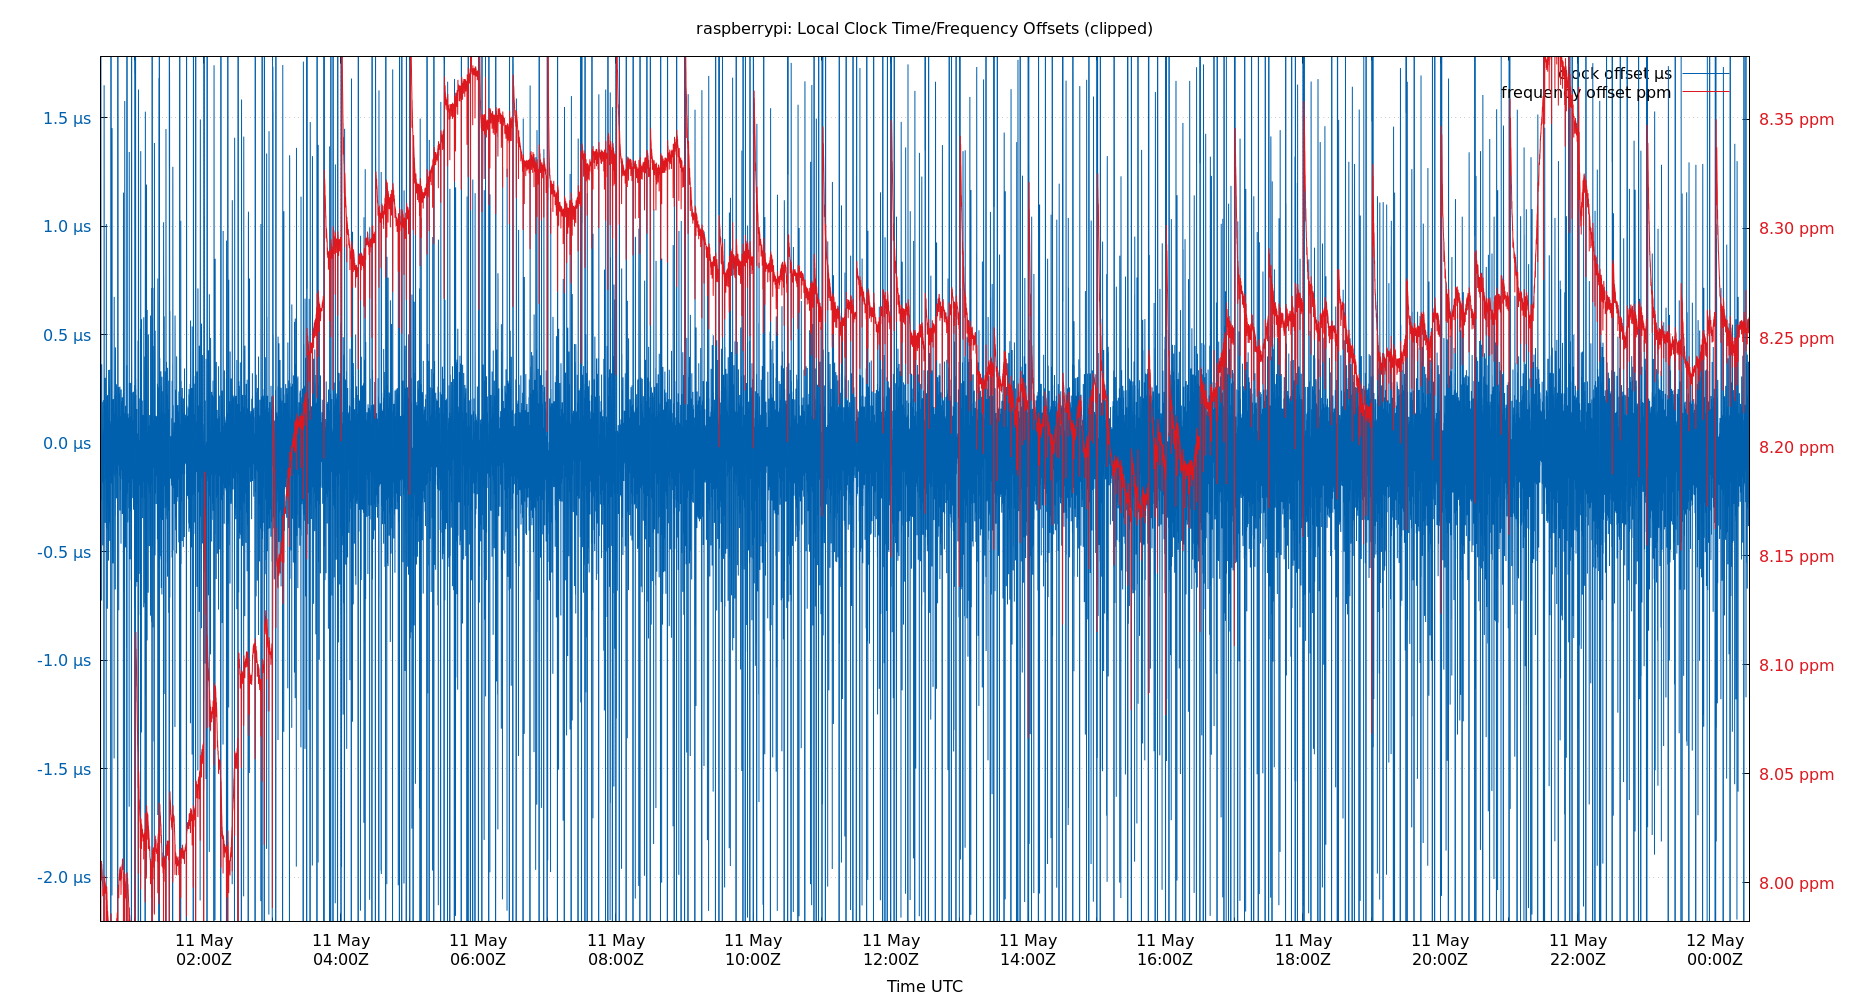 raspberrypi: Local Clock Time/Frequency Offsets (clipped)
clock offset µs
frequency offset ppm
1.5 µs
1.0 µs
0.5 µs
0.0 µs
-0.5 µs
-1.0 µs
-1.5 µs
-2.0 µs
8.35 ppm
8.30 ppm
8.25 ppm
8.20 ppm
8.15 ppm
8.10 ppm
8.05 ppm
8.00 ppm
11 May 11 May 11 May 11 May 11 May 11 May 11 May 11 May 11 May 11 May 11 May 12 May
02:00Z 04:00Z 06:00Z 08:00Z 10:00Z 12:00Z 14:00Z 16:00Z 18:00Z 20:00Z 22:00Z 00:00Z
Time UTC